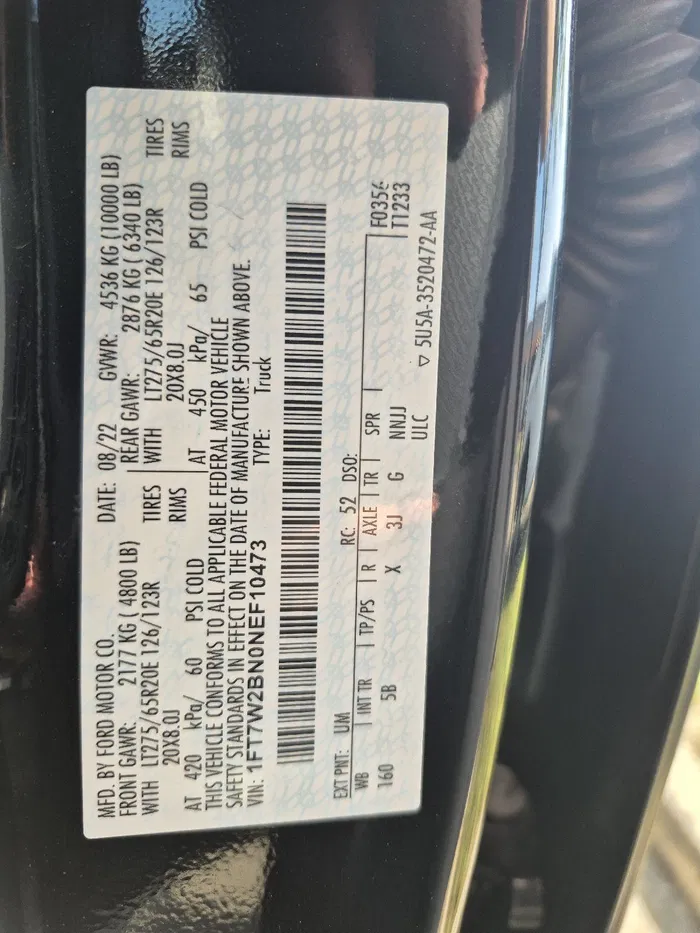 MFD. BY FORD MOTOR CO. DATE: 08/22 GVWR: 4536 KG (10000 LB)
FRONT GAWR: 2177 KG ( 4800 LB) REAR GAWR: 2876 KG ( 6340 LB)
WITH LT275/65R20E 126/123R TIRES WITH LT275/65R20E 126/123R TIRES
20X8.0J RIMS 20X8.0J RIMS
AT 420 kPa/ 60 PSI COLD AT 450 kPa/ 65 PSI COLD
THIS VEHICLE CONFORMS TO ALL APPLICABLE FEDERAL MOTOR VEHICLE
SAFETY STANDARDS IN EFFECT ON THE DATE OF MANUFACTURE SHOWN ABOVE.
VIN: 1FT7W2BN0NEF10473 TYPE: Truck
EXT PNT: UM RC: 52 DSO:
WB INT TR TP/PS R AXLE TR SPR F0356
160 5B X 3J G NNJJ T1233
ULC
▽ 5U5A-3520472-AA